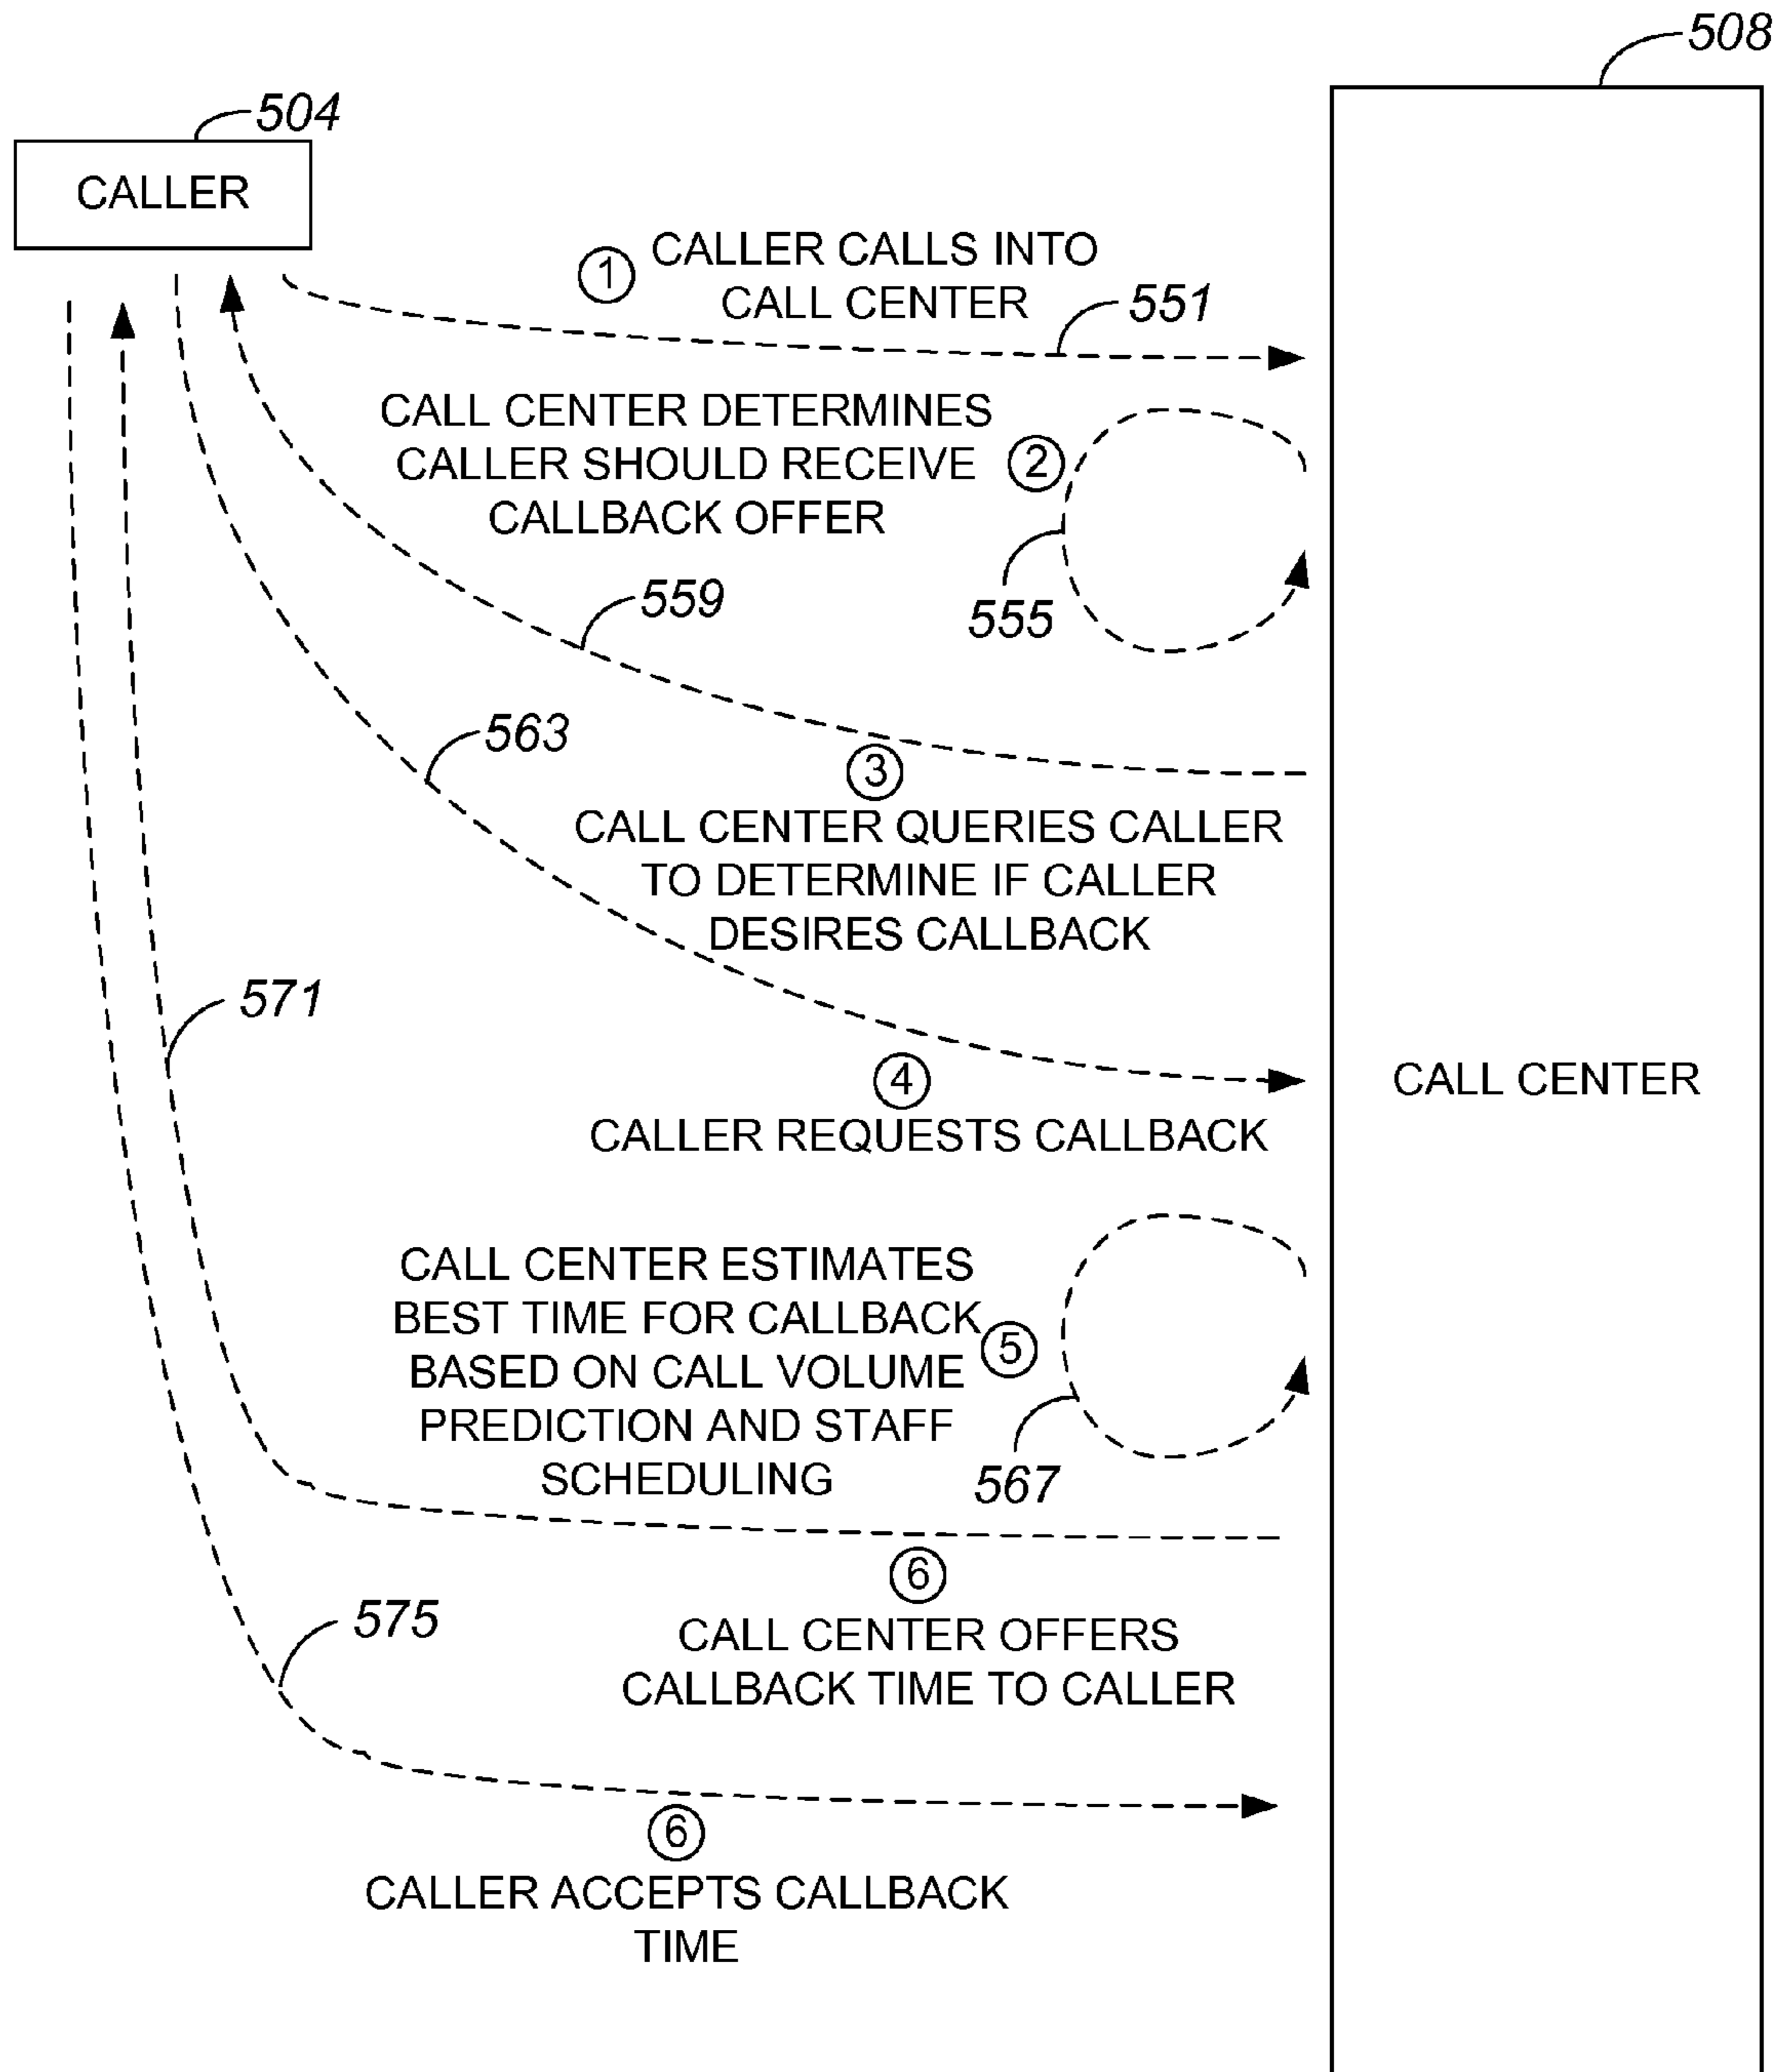 508
504
CALLER
① CALLER CALLS INTO
CALL CENTER
551
CALL CENTER DETERMINES
CALLER SHOULD RECEIVE ②
CALLBACK OFFER
555
559
563
③
CALL CENTER QUERIES CALLER
TO DETERMINE IF CALLER
DESIRES CALLBACK
571
④
CALLER REQUESTS CALLBACK
CALL CENTER
CALL CENTER ESTIMATES
BEST TIME FOR CALLBACK
BASED ON CALL VOLUME ⑤
PREDICTION AND STAFF
SCHEDULING
567
⑥
CALL CENTER OFFERS
CALLBACK TIME TO CALLER
575
⑥
CALLER ACCEPTS CALLBACK
TIME